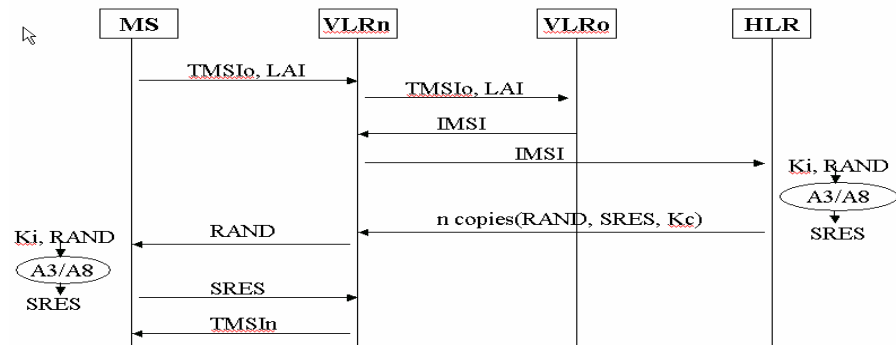 MS
VLRn
VLRo
HLR
TMSIo, LAI
TMSIo, LAI
IMSI
IMSI
Ki, RAND
A3/A8
SRES
n copies(RAND, SRES, Kc)
RAND
Ki, RAND
A3/A8
SRES
SRES
TMSIn